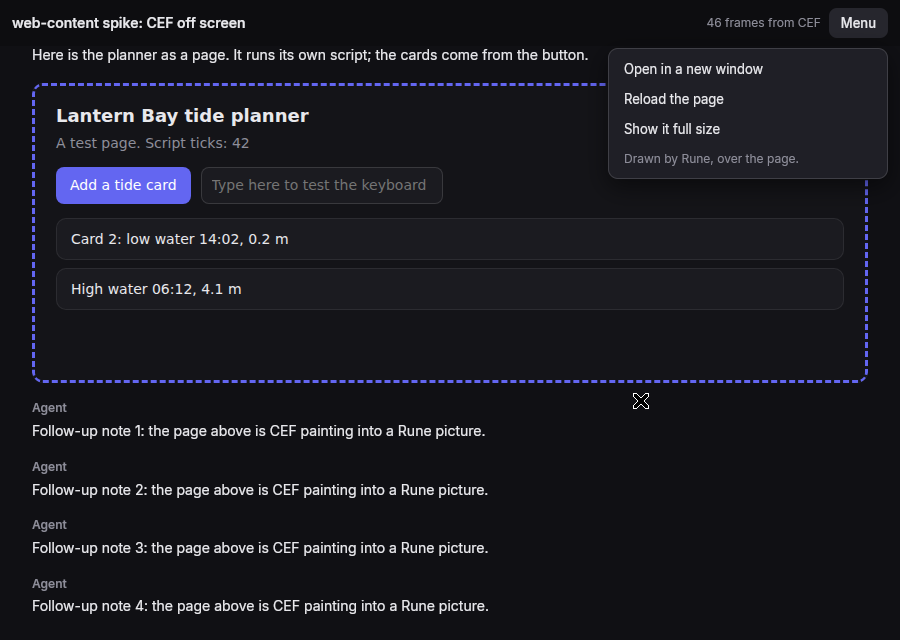 web-content spike: CEF off screen
46 frames from CEF
Menu
Here is the planner as a page. It runs its own script; the cards come from the button.
Open in a new window
Reload the page
Show it full size
Drawn by Rune, over the page.
Lantern Bay tide planner
A test page. Script ticks: 42
Add a tide card
Type here to test the keyboard
Card 2: low water 14:02, 0.2 m
High water 06:12, 4.1 m
Agent
Follow-up note 1: the page above is CEF painting into a Rune picture.
Agent
Follow-up note 2: the page above is CEF painting into a Rune picture.
Agent
Follow-up note 3: the page above is CEF painting into a Rune picture.
Agent
Follow-up note 4: the page above is CEF painting into a Rune picture.